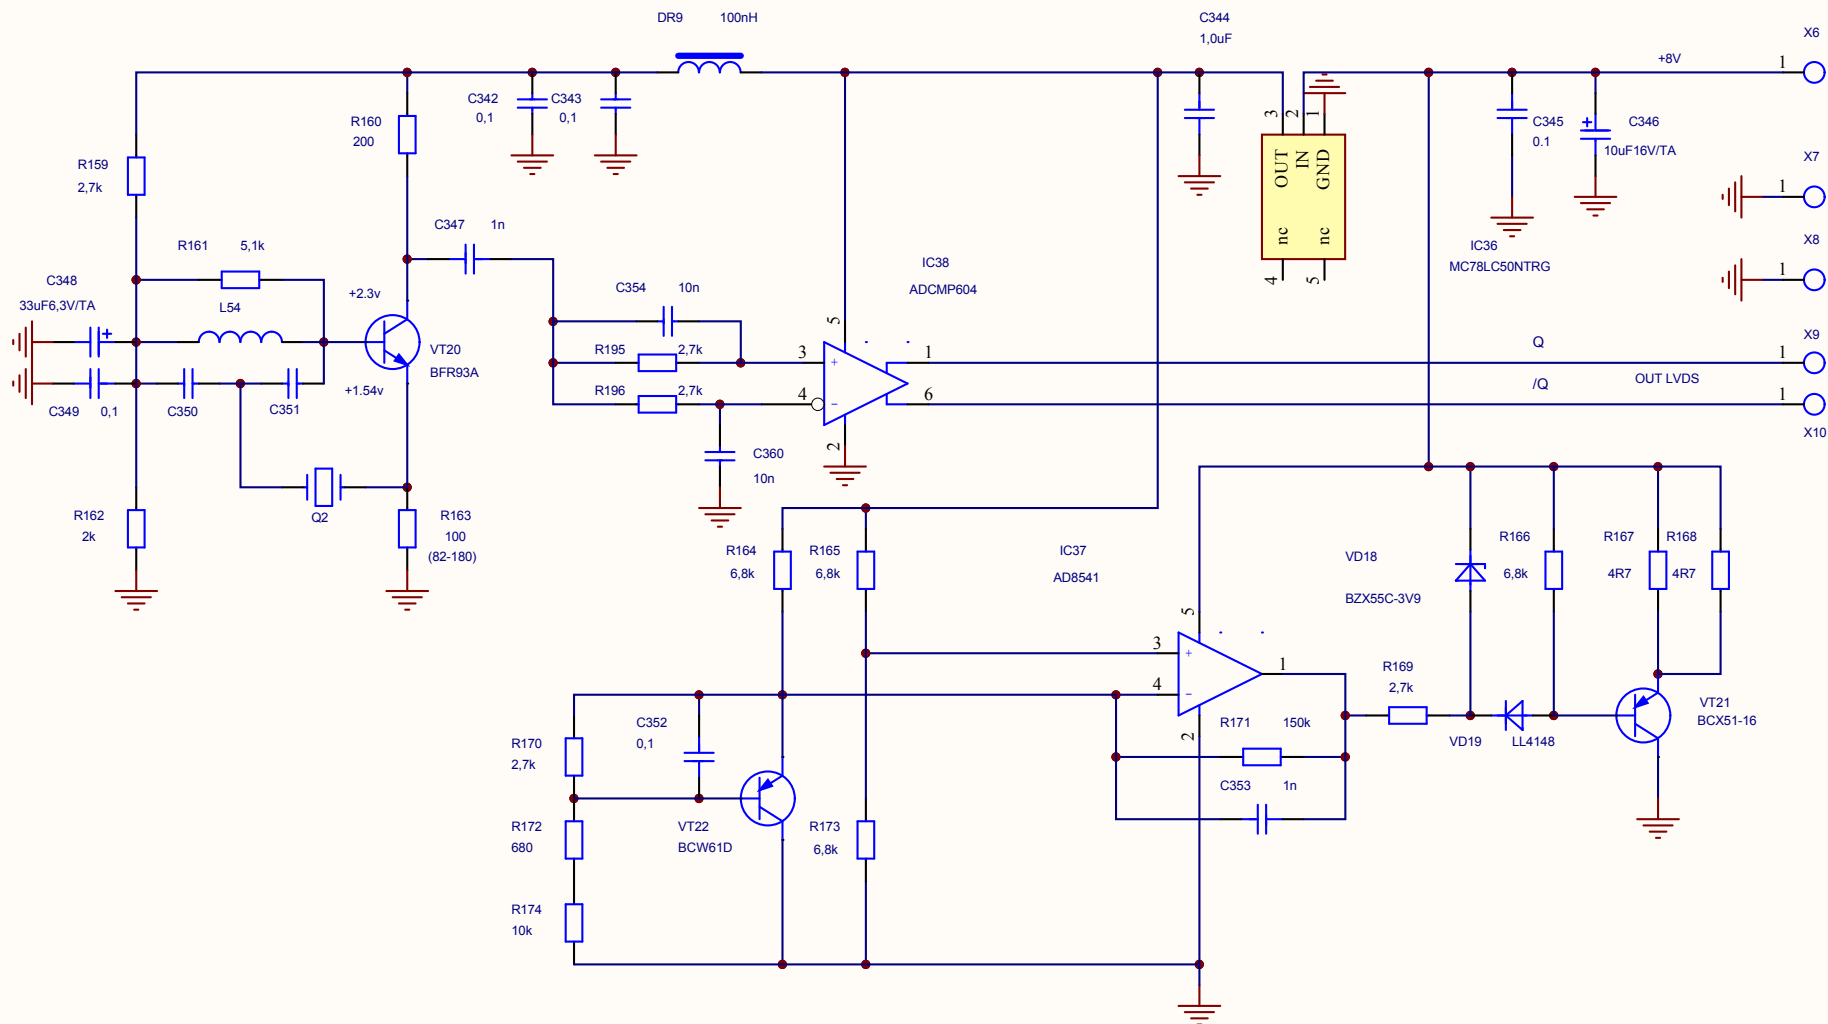 DR9 100nH
C344
1,0uF
X6
+8V
1
C342
0,1
C343
0,1
R160
200
3
2
1
OUT
IN
GND
nc
nc
4
5
C345
0.1
+
C346
10uF16V/TA
X7
1
R159
2,7k
C347 1n
IC36
MC78LC50NTRG
X8
1
R161 5,1k
C348
33uF6,3V/TA
+
L54
+2.3v
VT20
BFR93A
+1.54v
C349 0,1
C350
C351
C354 10n
IC38
ADCMP604
5
R195 2,7k
3
+
1
R196 2,7k
4
-
6
2
Q
/Q
OUT LVDS
X9
1
1
X10
C360
10n
Q2
R162
2k
R163
100
(82-180)
R164
6,8k
R165
6,8k
IC37
AD8541
VD18
BZX55C-3V9
R166
6,8k
R167
4R7
R168
4R7
5
3
+
4
-
1
2
R169
2,7k
VT21
BCX51-16
VD19 LL4148
C352
0,1
R171 150k
C353 1n
R170
2,7k
R172
680
VT22
BCW61D
R173
6,8k
R174
10k